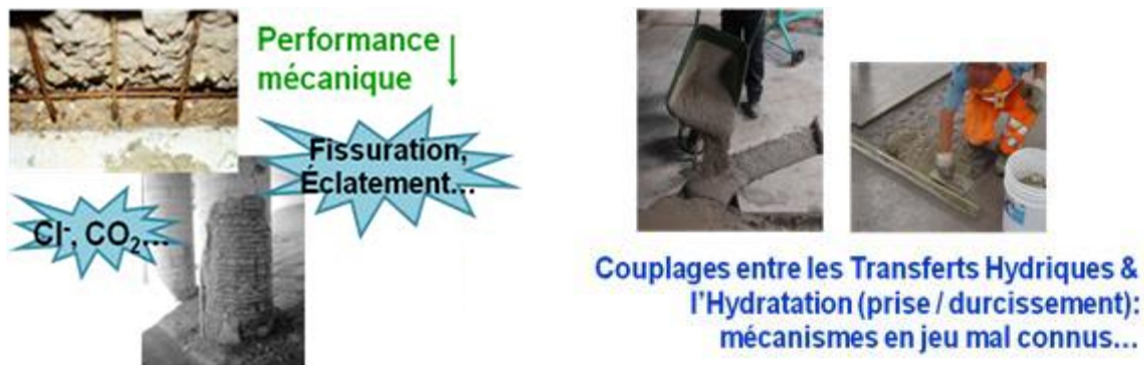 Performance
mécanique
Fissuration,
Éclatement...
Cl⁻, CO₂...
Couplages entre les Transferts Hydriques &
l'Hydratation (prise / durcissement):
mécanismes en jeu mal connus...